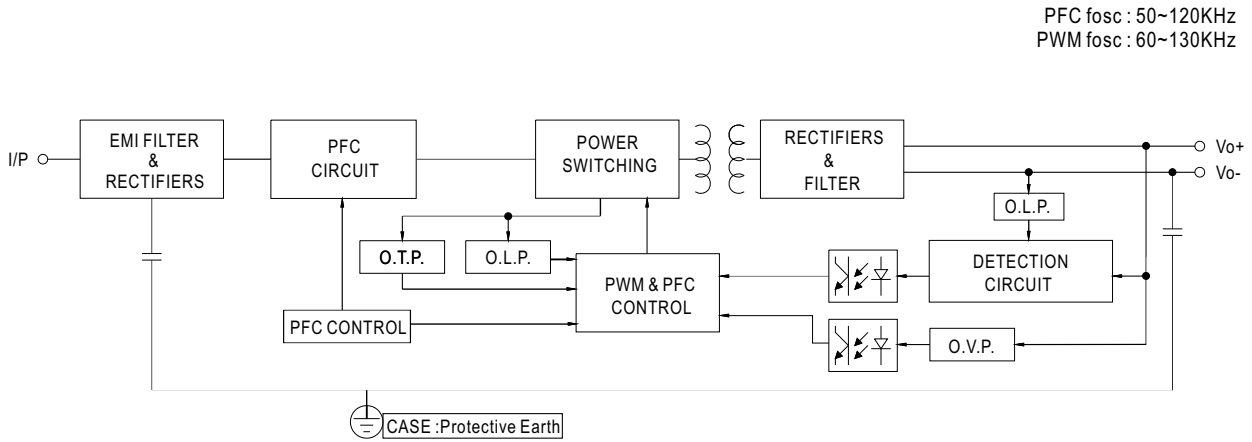 PFC fosc : 50~120KHz
PWM fosc : 60~130KHz
I/P
EMI FILTER
&
RECTIFIERS
PFC
CIRCUIT
POWER
SWITCHING
RECTIFIERS
&
FILTER
Vo+
Vo-
O.L.P.
O.T.P.
O.L.P.
PWM & PFC
CONTROL
DETECTION
CIRCUIT
PFC CONTROL
O.V.P.
CASE :Protective Earth